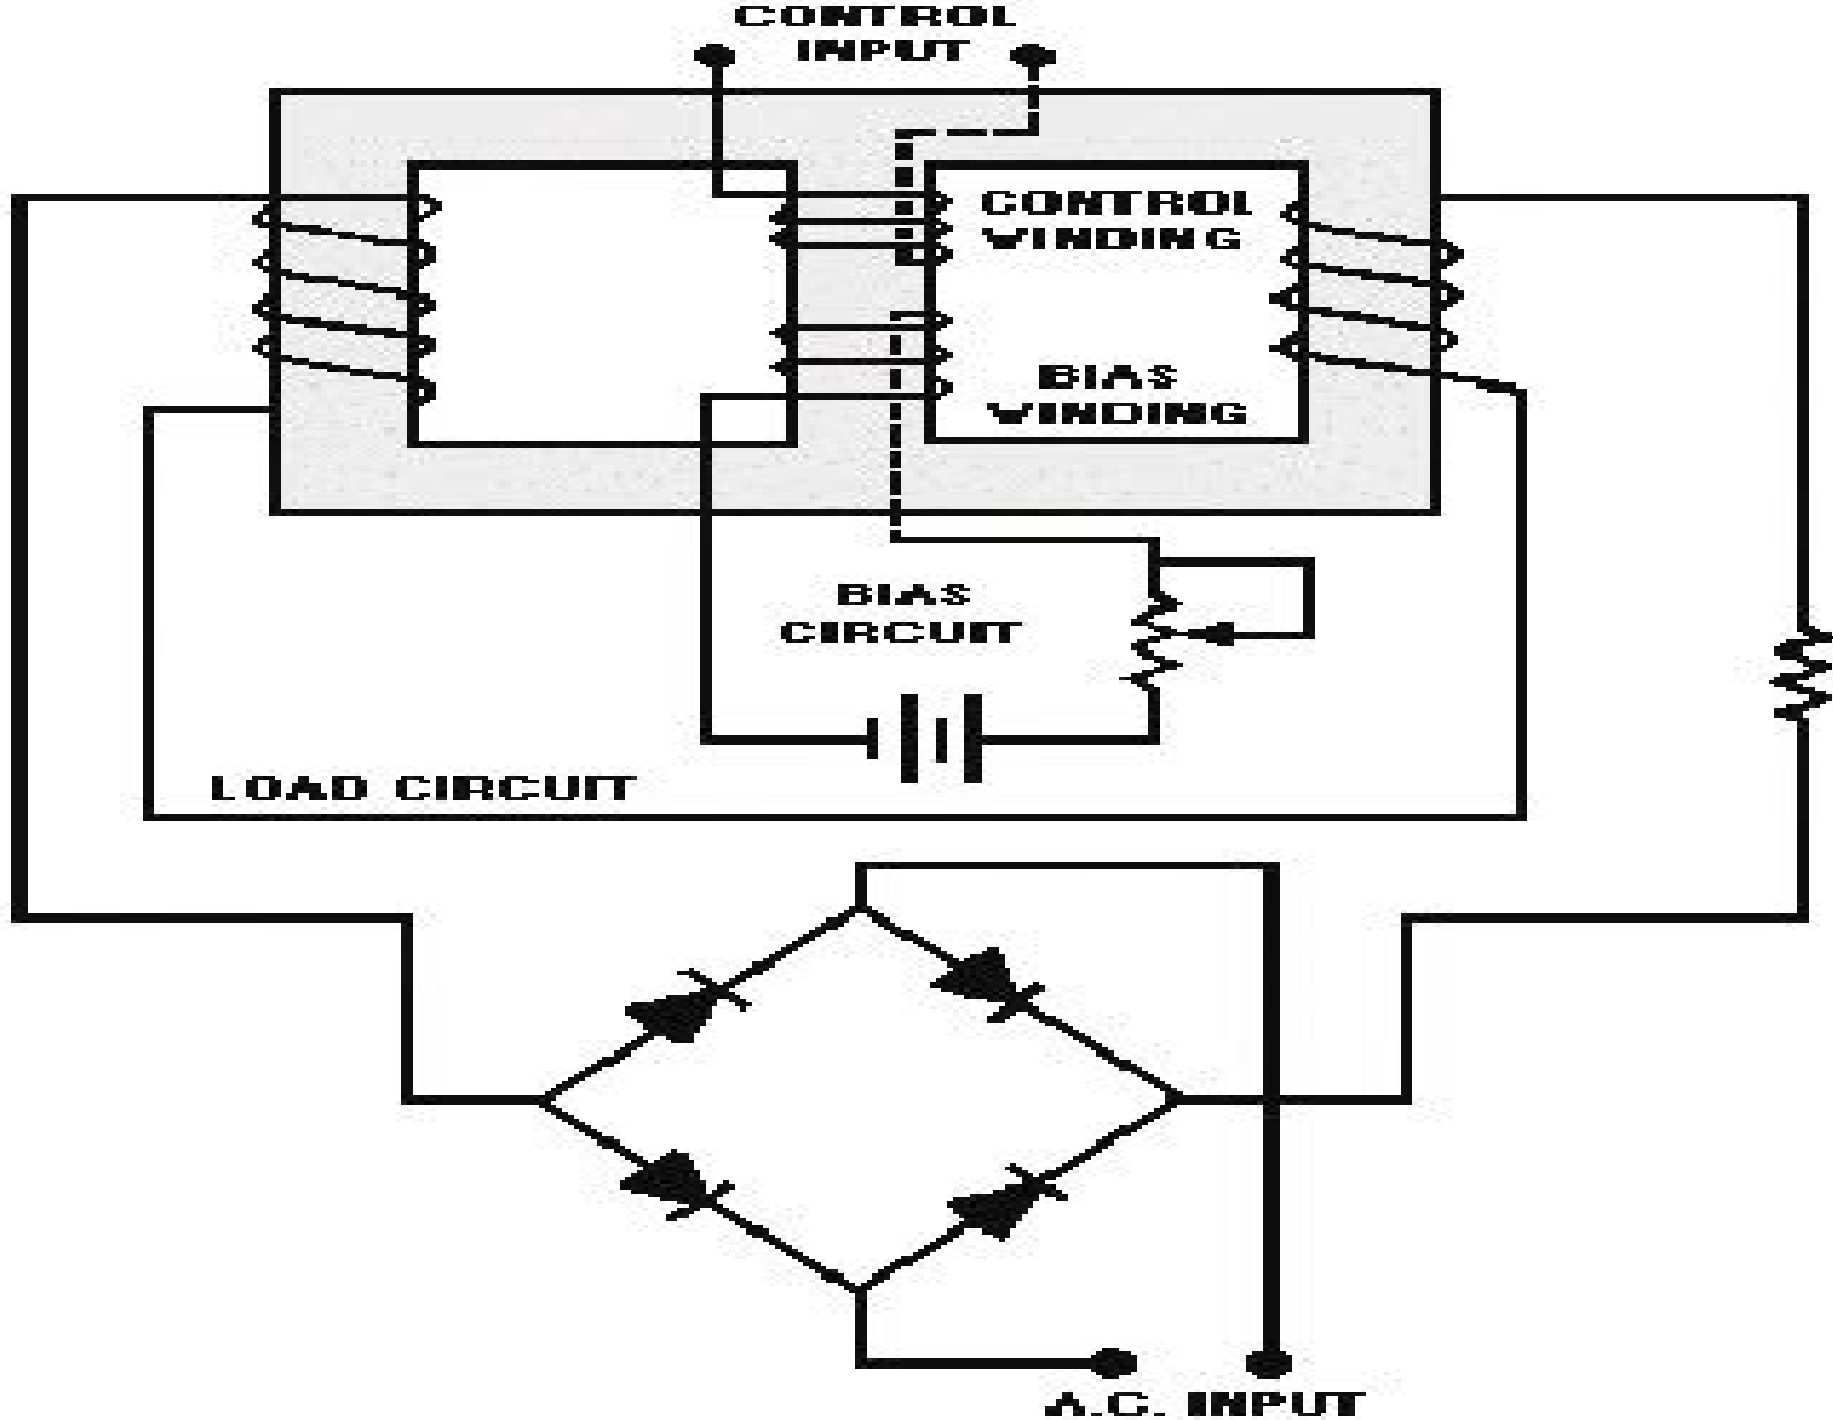 CONTROL
INPUT
CONTROL
WINDING
BIAS
WINDING
BIAS
CIRCUIT
LOAD CIRCUIT
A.C. INPUT